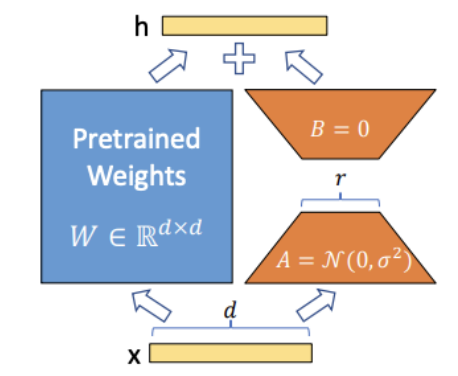 h
Pretrained
Weights
W ∈ ℝ^{d×d}
B = 0
r
A = 𝒩(0, σ²)
d
x